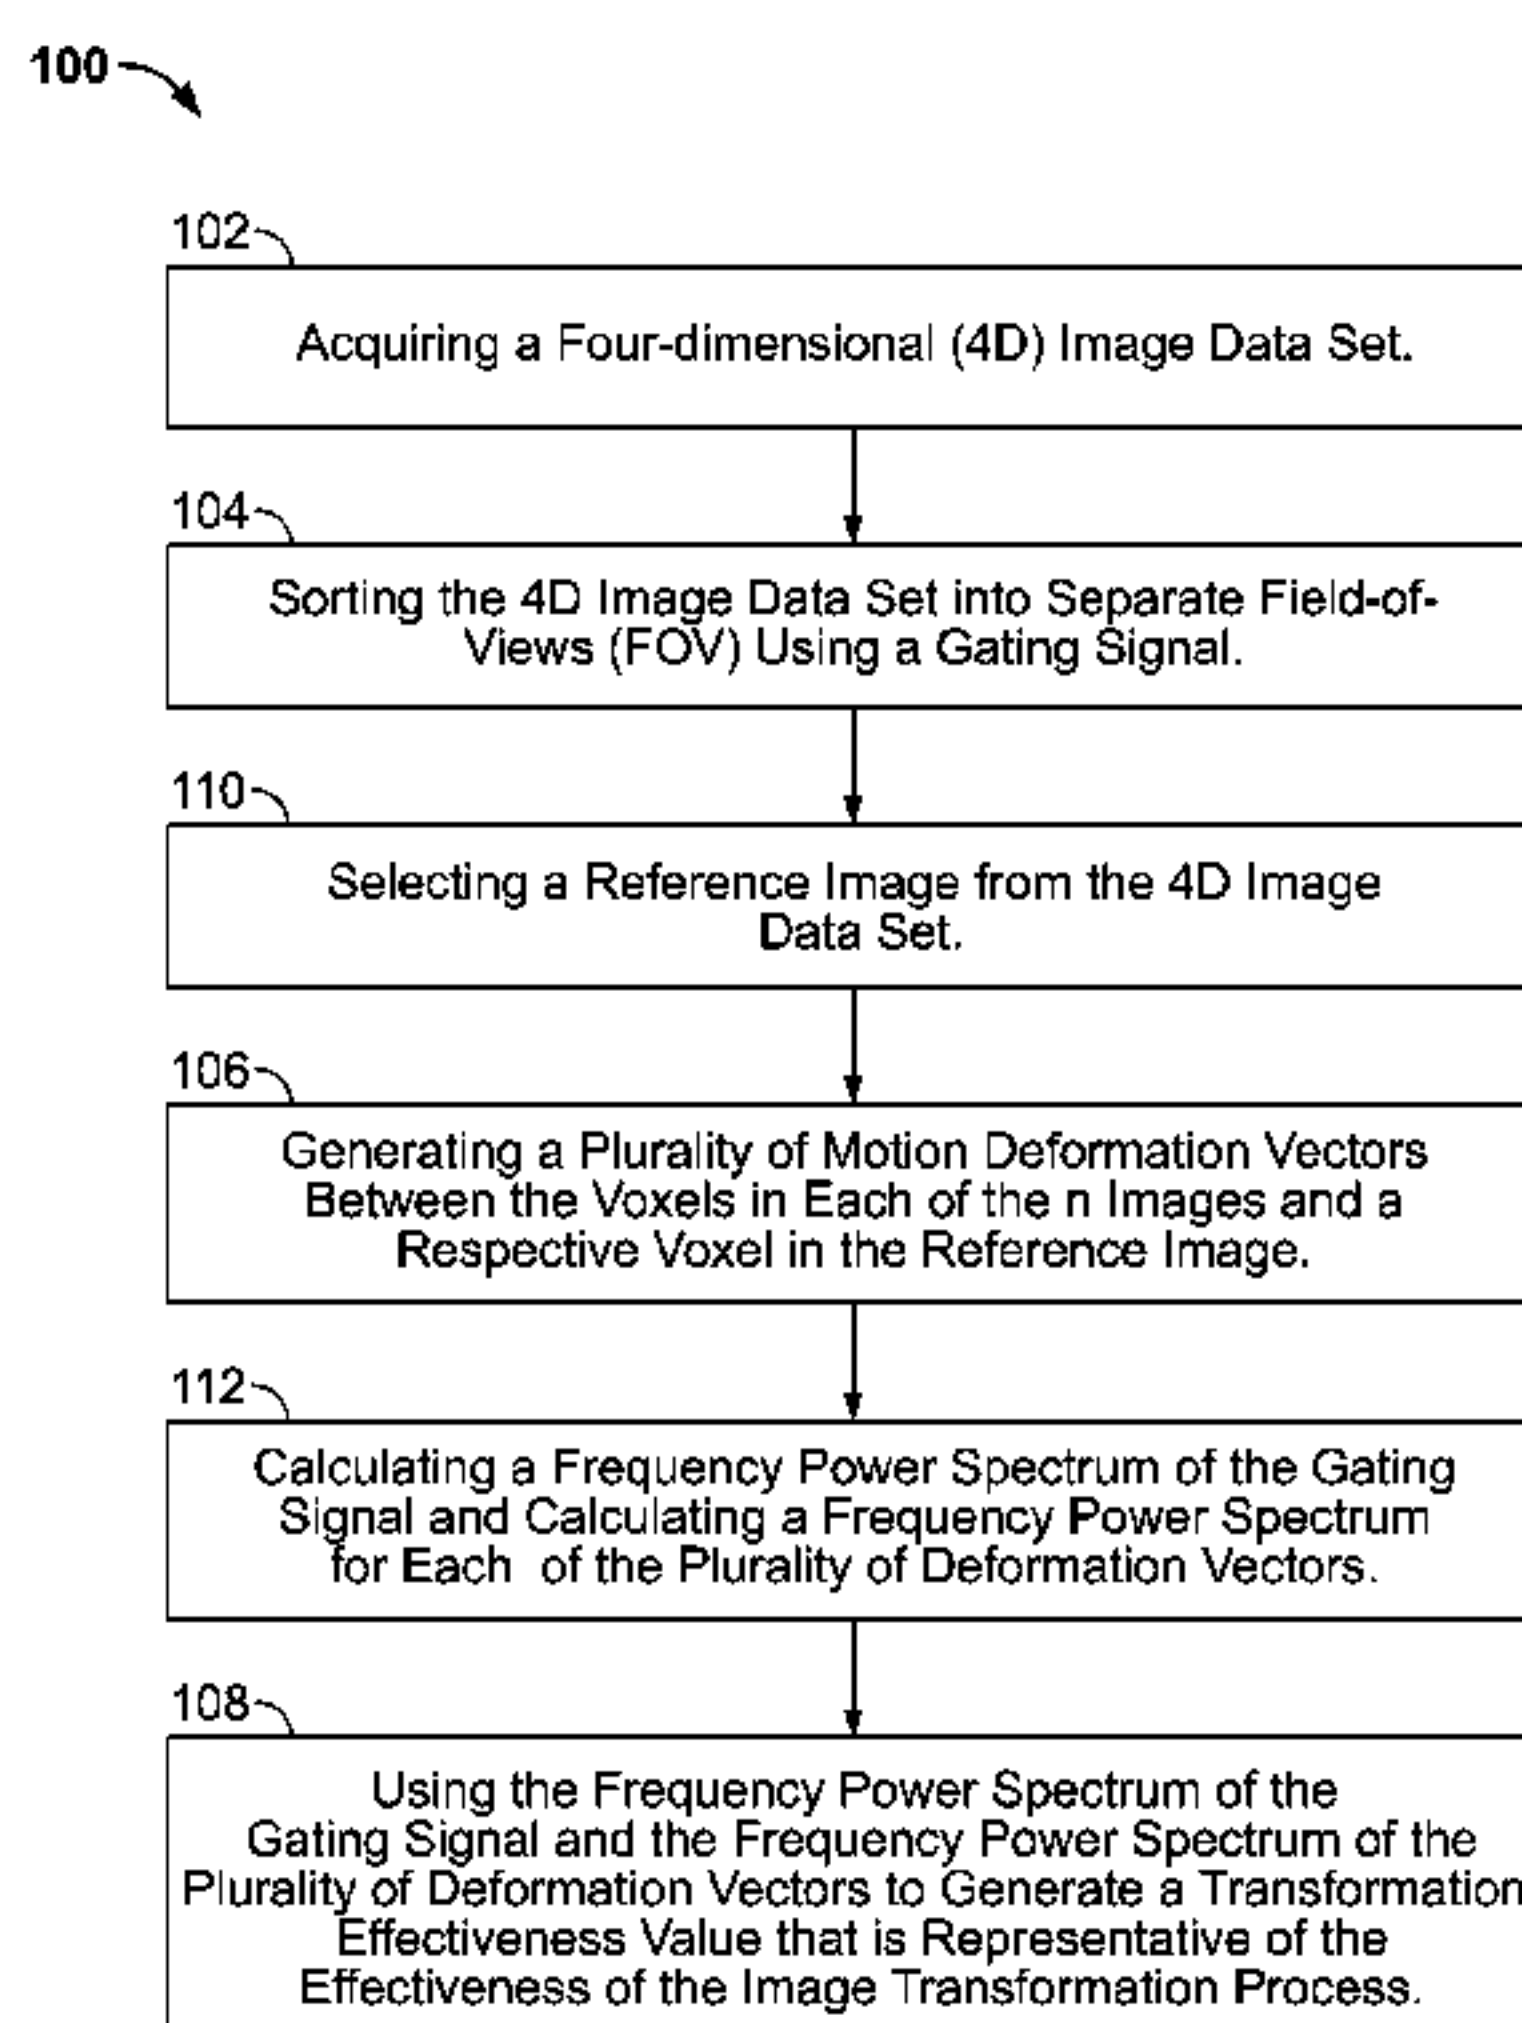 100
102
Acquiring a Four-dimensional (4D) Image Data Set.
104
Sorting the 4D Image Data Set into Separate Field-of-
Views (FOV) Using a Gating Signal.
110
Selecting a Reference Image from the 4D Image
Data Set.
106
Generating a Plurality of Motion Deformation Vectors
Between the Voxels in Each of the n Images and a
Respective Voxel in the Reference Image.
112
Calculating a Frequency Power Spectrum of the Gating
Signal and Calculating a Frequency Power Spectrum
for Each of the Plurality of Deformation Vectors.
108
Using the Frequency Power Spectrum of the
Gating Signal and the Frequency Power Spectrum of the
Plurality of Deformation Vectors to Generate a Transformation
Effectiveness Value that is Representative of the
Effectiveness of the Image Transformation Process.